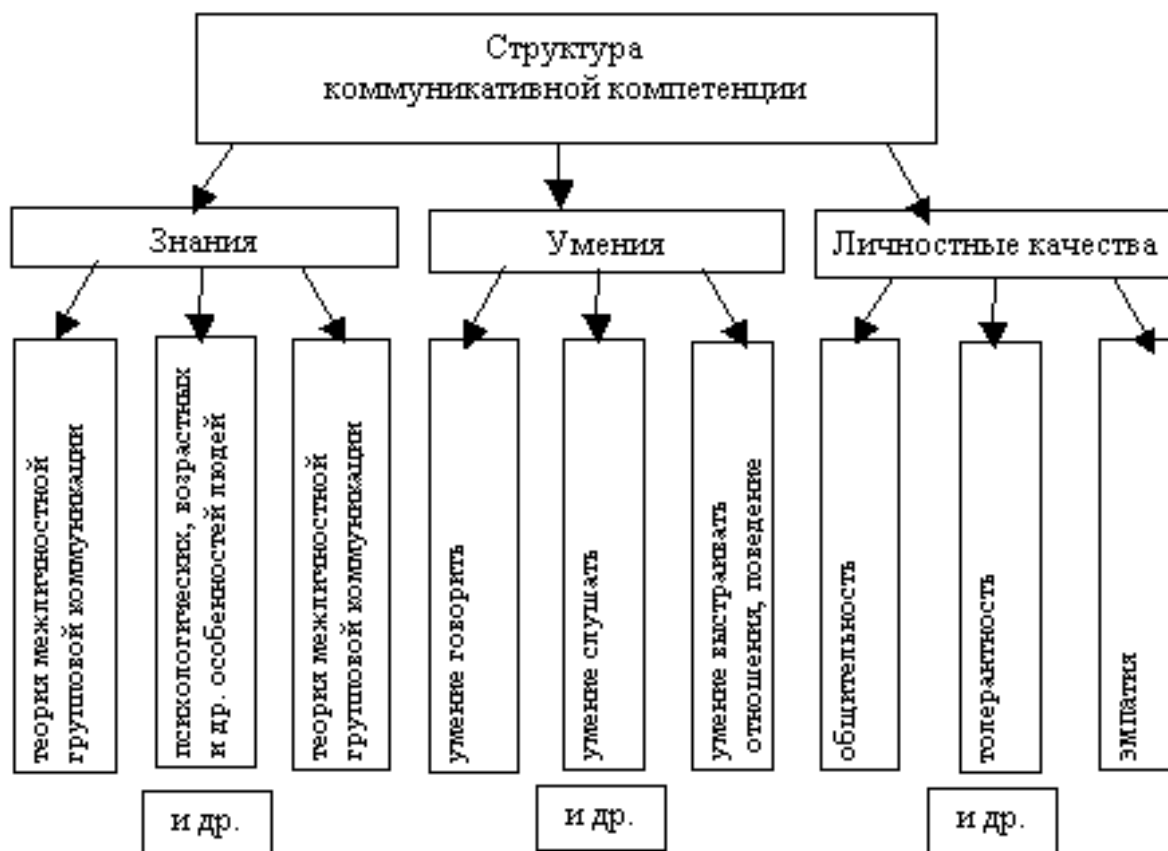 Структура
коммуникативной компетенции
Знания
Умения
Личностные качества
теория межличностной
групповой коммуникации
психологических, возрастных
и др. особенностей людей
теория межличностной
групповой коммуникации
умение говорить
умение слушать
умение выстраивать
отношения, поведение
общительность
толерантность
эмпатия
и др.
и др.
и др.